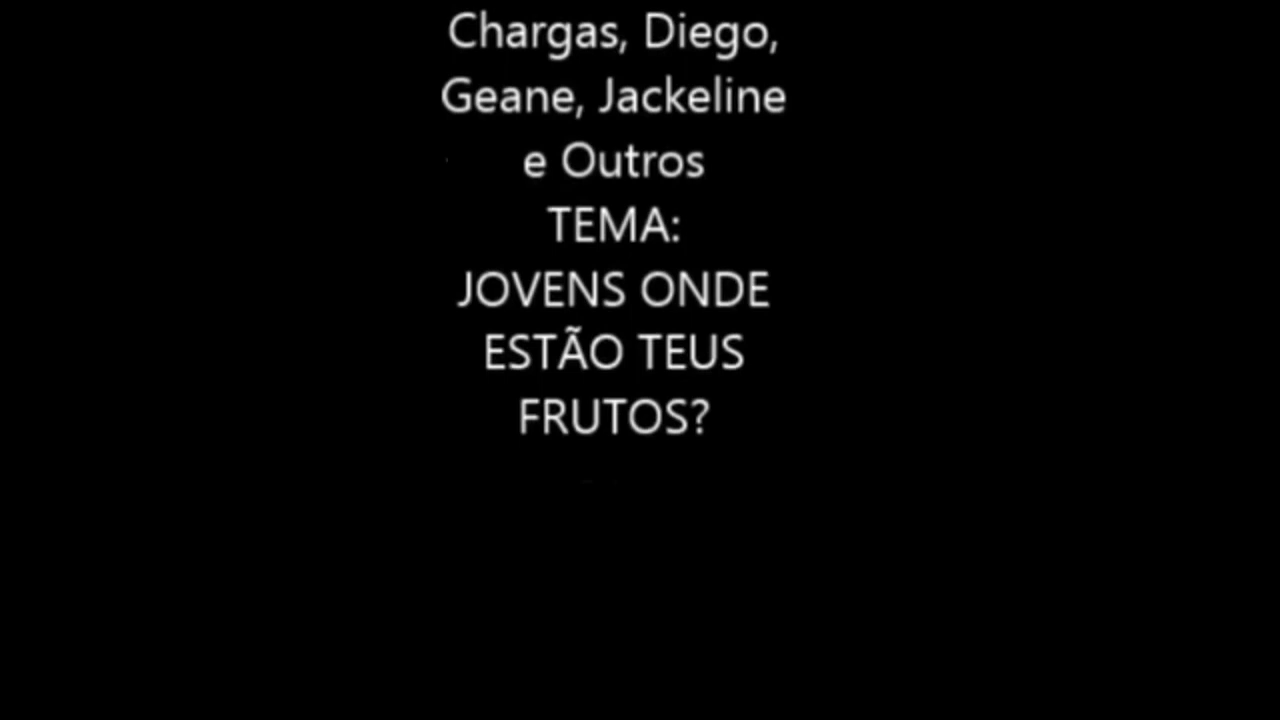 Chargas, Diego,
Geane, Jackeline
e Outros
TEMA:
JOVENS ONDE
ESTÃO TEUS
FRUTOS?